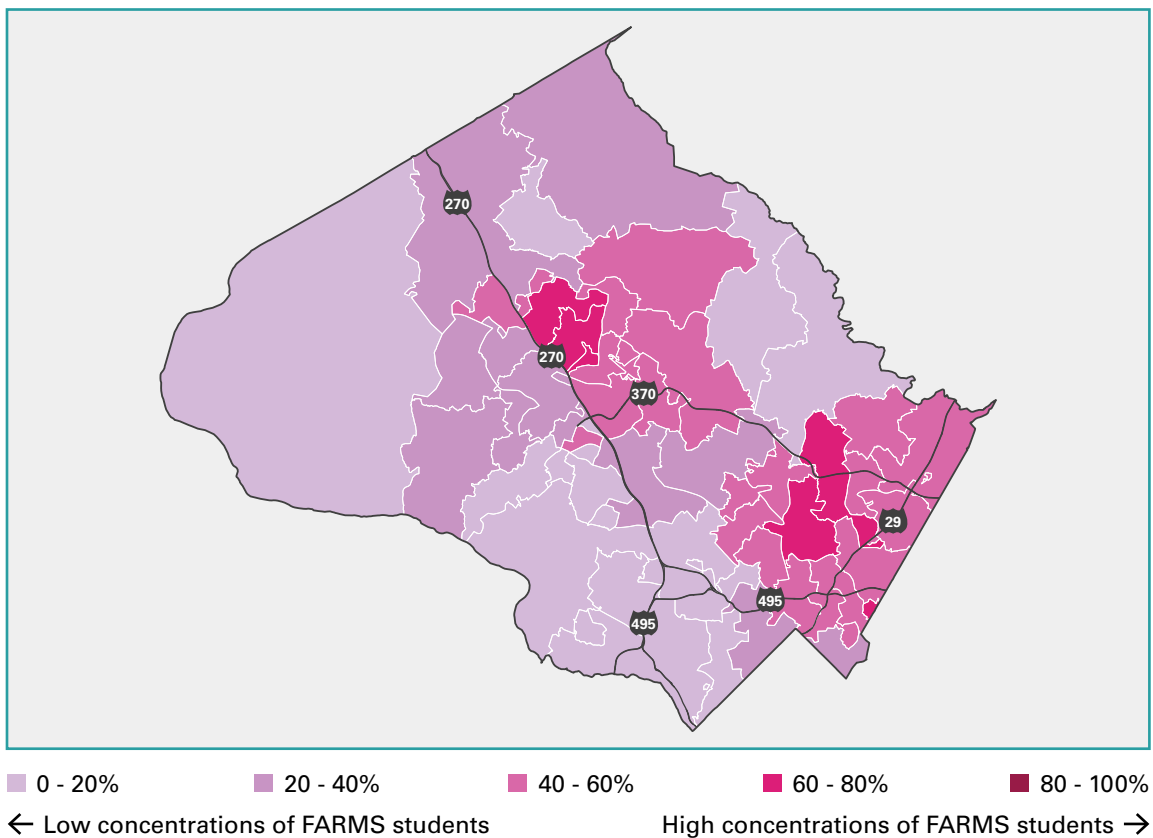 270
270
370
29
495
495
0 - 20%
20 - 40%
40 - 60%
60 - 80%
80 - 100%
← Low concentrations of FARMS students
High concentrations of FARMS students →